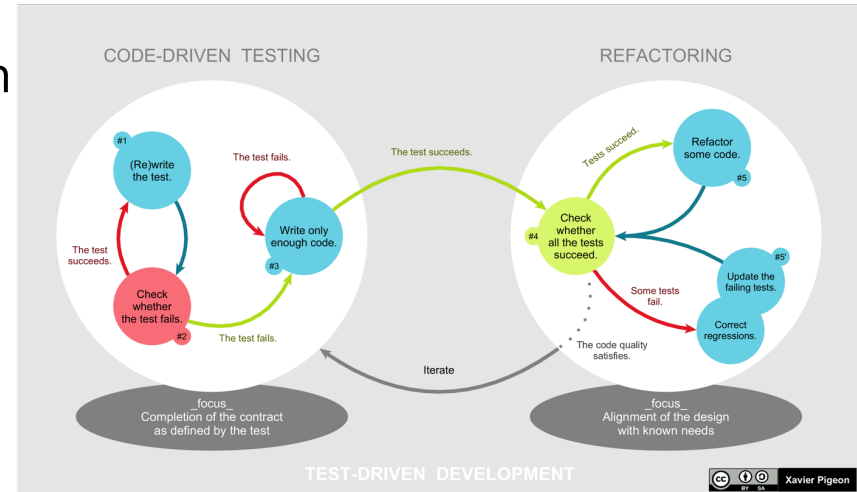 n
CODE-DRIVEN TESTING
REFACTORING
#1
(Re)write
the test.
The test
succeeds.
Check
whether
the test fails.
#2
The test fails.
The test fails.
Write only
enough code.
#3
The test succeeds.
Tests succeed.
Refactor
some code.
#5
#4
Check
whether
all the tests
succeed.
#5'
Update the
failing tests.
Some tests
fail.
Correct
regressions.
The code quality
satisfies.
Iterate
_focus_
Completion of the contract
as defined by the test
_focus_
Alignment of the design
with known needs
TEST-DRIVEN DEVELOPMENT
cc BY SA Xavier Pigeon